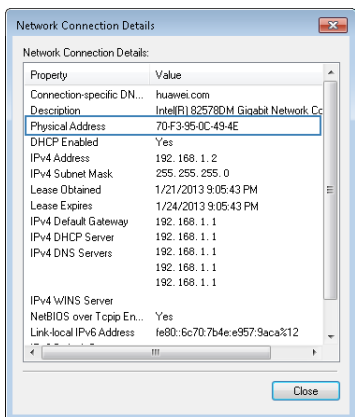 Network Connection Details
Network Connection Details:
Property Value
Connection-specific DN... huawei.com
Description Intel(R) 82578DM Gigabit Network Co
Physical Address 70-F3-95-0C-49-4E
DHCP Enabled Yes
IPv4 Address 192.168.1.2
IPv4 Subnet Mask 255.255.255.0
Lease Obtained 1/21/2013 9:05:43 PM
Lease Expires 1/24/2013 9:05:43 PM
IPv4 Default Gateway 192.168.1.1
IPv4 DHCP Server 192.168.1.1
IPv4 DNS Servers 192.168.1.1
192.168.1.1
192.168.1.1
IPv4 WINS Server
NetBIOS over Tcpip En... Yes
Link-local IPv6 Address fe80::6c70:7b4e:e957:9aca%12
Close